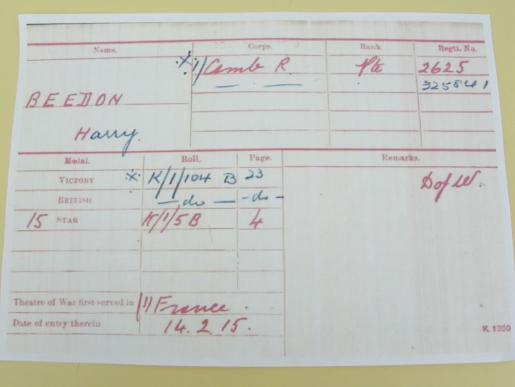 Name. Corps. Rank Regtl. No.
BEEDON 1/Camb R. Pte 2625
Harry. 325541
Medal. Roll. Page. Remarks.
VICTORY K/1/104 B 23 D of W.
BRITISH — do — - do -
15 STAR K/1/5 B 4
Theatre of War first served in (1) France.
Date of entry therein 14.2.15.
K. 1380